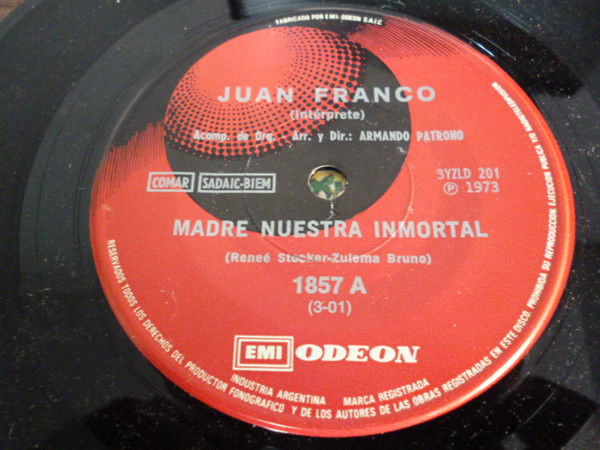 FABRICADO POR EMI-ODEON S.A.I.C.
JUAN FRANCO
(Intérprete)
Acomp. de Orq. Arr. y Dir.: ARMANDO PATRONO
COMAR SADAIC-BIEM
3YZLD 201
Ⓟ 1973
MADRE NUESTRA INMORTAL
(Reneé Stocker-Zulema Bruno)
1857 A
(3-01)
EMI ODEON
INDUSTRIA ARGENTINA MARCA REGISTRADA
RESERVADOS TODOS LOS DERECHOS DEL PRODUCTOR FONOGRAFICO Y DE LOS AUTORES DE LAS OBRAS REGISTRADAS EN ESTE DISCO. PROHIBIDA SU REPRODUCCION EJECUCION PUBLICA Y/O RADIOTELEDIFUSION